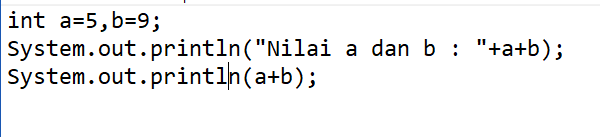 int a=5,b=9;
System.out.println("Nilai a dan b : "+a+b);
System.out.println(a+b);